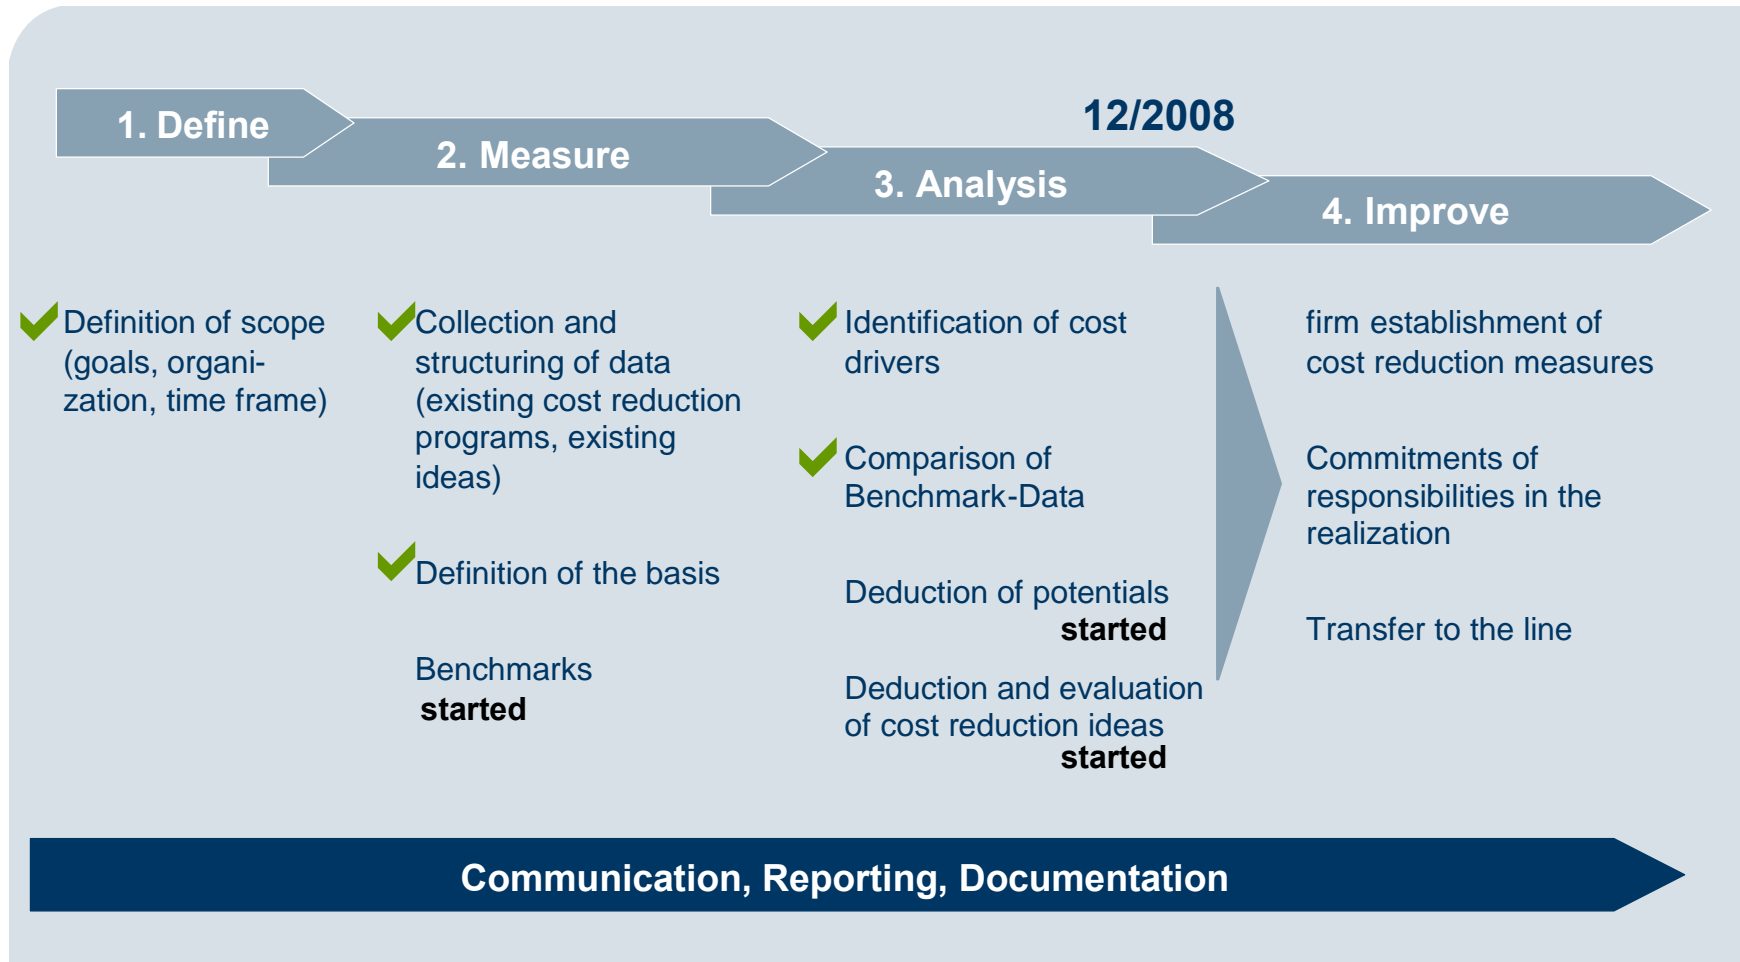 12/2008
1. Define
2. Measure
3. Analysis
4. Improve
Definition of scope
(goals, organi-
zation, time frame)
Collection and
structuring of data
(existing cost reduction
programs, existing
ideas)
Definition of the basis
Benchmarks
started
Identification of cost
drivers
Comparison of
Benchmark-Data
Deduction of potentials
started
Deduction and evaluation
of cost reduction ideas
started
firm establishment of
cost reduction measures
Commitments of
responsibilities in the
realization
Transfer to the line
Communication, Reporting, Documentation